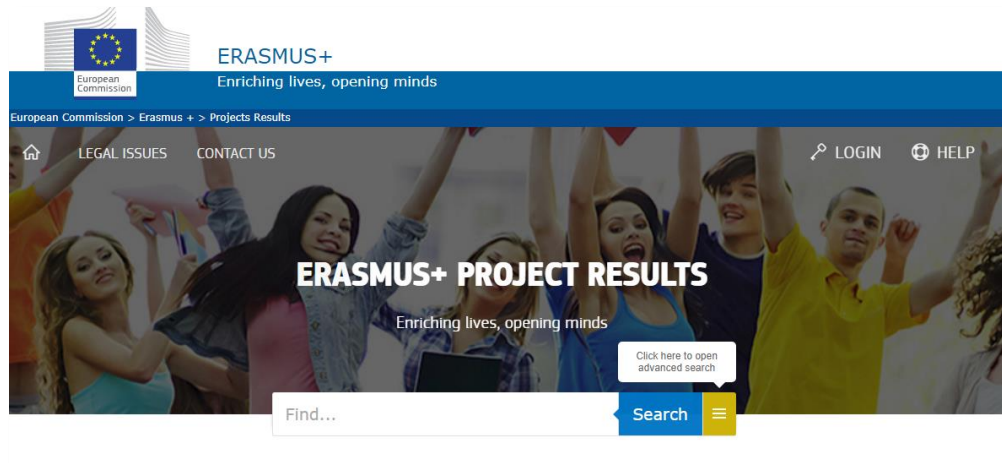 ERASMUS+
European
Commission
Enriching lives, opening minds
European Commission > Erasmus + > Projects Results
LEGAL ISSUES CONTACT US LOGIN HELP
ERASMUS+ PROJECT RESULTS
Enriching lives, opening minds
Click here to open
advanced search
Find... Search